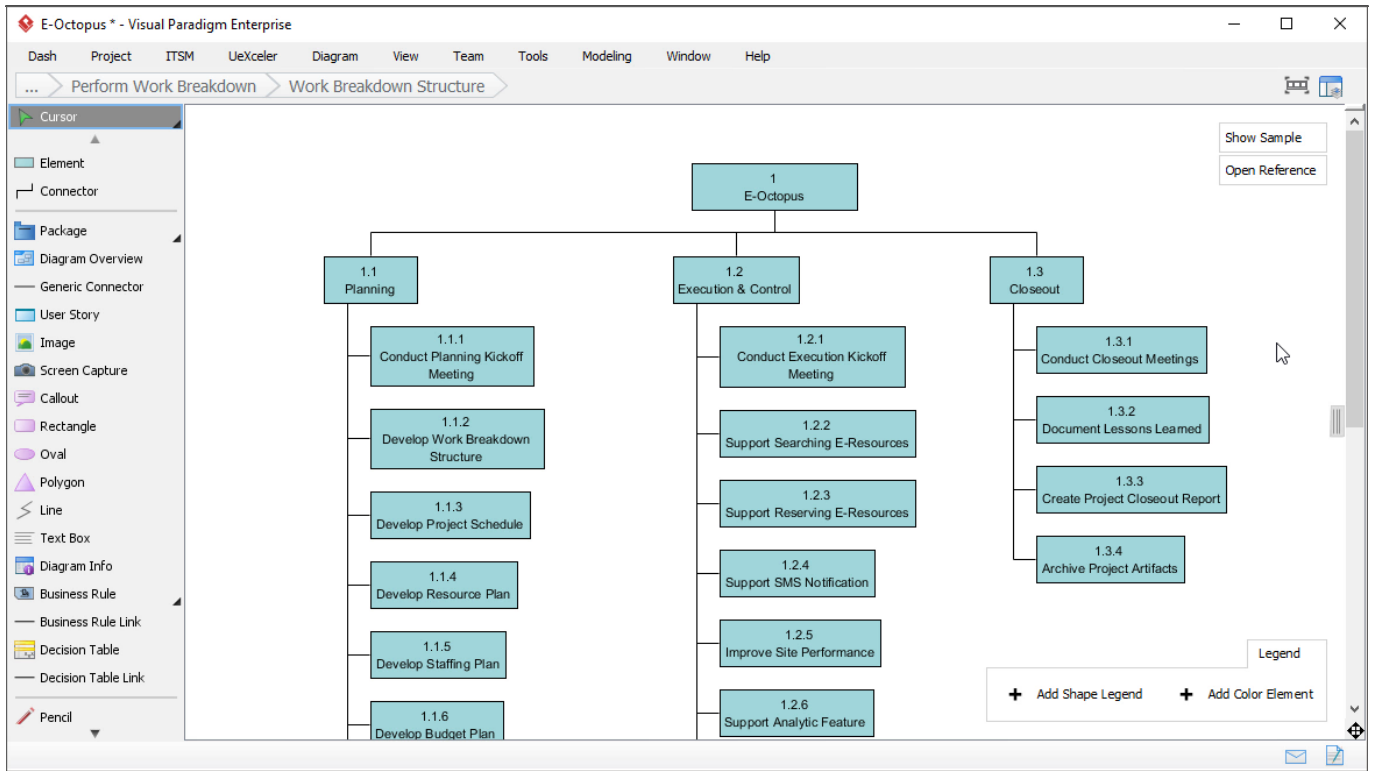 E-Octopus * - Visual Paradigm Enterprise
Dash Project ITSM UeXceler Diagram View Team Tools Modeling Window Help
... Perform Work Breakdown Work Breakdown Structure
Cursor
Element
Connector
Package
Diagram Overview
Generic Connector
User Story
Image
Screen Capture
Callout
Rectangle
Oval
Polygon
Line
Text Box
Diagram Info
Business Rule
Business Rule Link
Decision Table
Decision Table Link
Pencil
Show Sample
Open Reference
1
E-Octopus
1.1
Planning
1.1.1
Conduct Planning Kickoff
Meeting
1.1.2
Develop Work Breakdown
Structure
1.1.3
Develop Project Schedule
1.1.4
Develop Resource Plan
1.1.5
Develop Staffing Plan
1.1.6
Develop Budget Plan
1.2
Execution & Control
1.2.1
Conduct Execution Kickoff
Meeting
1.2.2
Support Searching E-Resources
1.2.3
Support Reserving E-Resources
1.2.4
Support SMS Notification
1.2.5
Improve Site Performance
1.2.6
Support Analytic Feature
1.3
Closeout
1.3.1
Conduct Closeout Meetings
1.3.2
Document Lessons Learned
1.3.3
Create Project Closeout Report
1.3.4
Archive Project Artifacts
Legend
Add Shape Legend Add Color Element